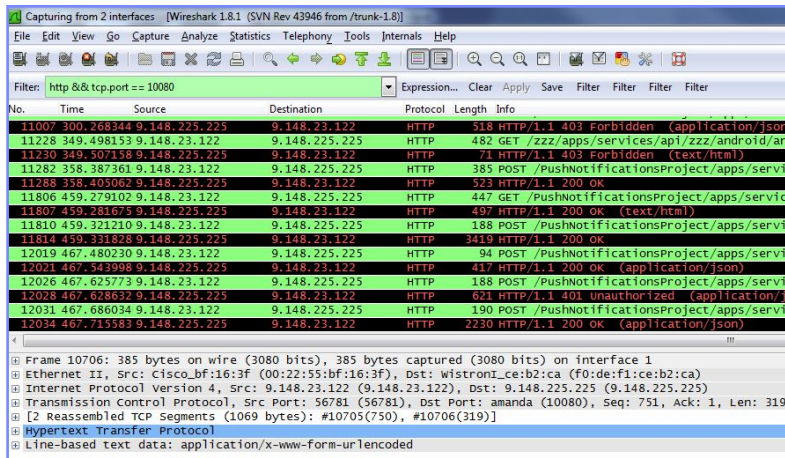 Capturing from 2 interfaces [Wireshark 1.8.1 (SVN Rev 43946 from /trunk-1.8)]
File Edit View Go Capture Analyze Statistics Telephony Tools Internals Help
Filter: http && tcp.port == 10080 Expression... Clear Apply Save Filter Filter Filter Filter
No. Time Source Destination Protocol Length Info
11007 300.268344 9.148.225.225 9.148.23.122 HTTP 518 HTTP/1.1 403 Forbidden (application/json
11228 349.498153 9.148.23.122 9.148.225.225 HTTP 482 GET /zzz/apps/services/api/zzz/android/an
11230 349.507158 9.148.225.225 9.148.23.122 HTTP 71 HTTP/1.1 403 Forbidden (text/html)
11282 358.387361 9.148.23.122 9.148.225.225 HTTP 385 POST /PushNotificationsProject/apps/servi
11288 358.405062 9.148.225.225 9.148.23.122 HTTP 523 HTTP/1.1 200 OK
11806 459.279102 9.148.23.122 9.148.225.225 HTTP 447 GET /PushNotificationsProject/apps/servic
11807 459.281675 9.148.225.225 9.148.23.122 HTTP 497 HTTP/1.1 200 OK (text/html)
11810 459.321210 9.148.23.122 9.148.225.225 HTTP 188 POST /PushNotificationsProject/apps/servi
11814 459.331828 9.148.225.225 9.148.23.122 HTTP 3419 HTTP/1.1 200 OK
12019 467.480230 9.148.23.122 9.148.225.225 HTTP 94 POST /PushNotificationsProject/apps/servi
12021 467.543998 9.148.225.225 9.148.23.122 HTTP 417 HTTP/1.1 200 OK (application/json)
12026 467.625773 9.148.23.122 9.148.225.225 HTTP 188 POST /PushNotificationsProject/apps/servi
12028 467.628632 9.148.225.225 9.148.23.122 HTTP 621 HTTP/1.1 401 Unauthorized (application/j
12031 467.686034 9.148.23.122 9.148.225.225 HTTP 190 POST /PushNotificationsProject/apps/servi
12034 467.715583 9.148.225.225 9.148.23.122 HTTP 2230 HTTP/1.1 200 OK (application/json)
Frame 10706: 385 bytes on wire (3080 bits), 385 bytes captured (3080 bits) on interface 1
Ethernet II, Src: Cisco_bf:16:3f (00:22:55:bf:16:3f), Dst: WistronI_ce:b2:ca (f0:de:f1:ce:b2:ca)
Internet Protocol Version 4, Src: 9.148.23.122 (9.148.23.122), Dst: 9.148.225.225 (9.148.225.225)
Transmission Control Protocol, Src Port: 56781 (56781), Dst Port: amanda (10080), Seq: 751, Ack: 1, Len: 319
[2 Reassembled TCP Segments (1069 bytes): #10705(750), #10706(319)]
Hypertext Transfer Protocol
Line-based text data: application/x-www-form-urlencoded